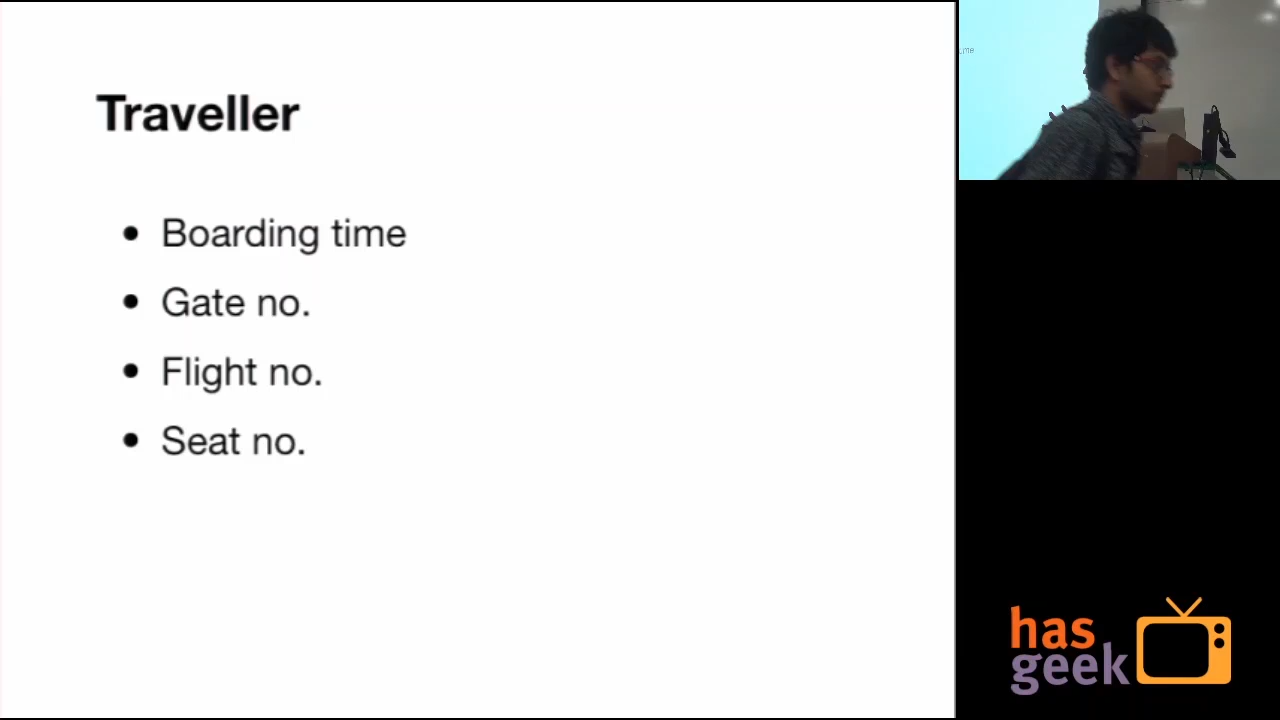 Traveller
• Boarding time
• Gate no.
• Flight no.
• Seat no.
has
geek